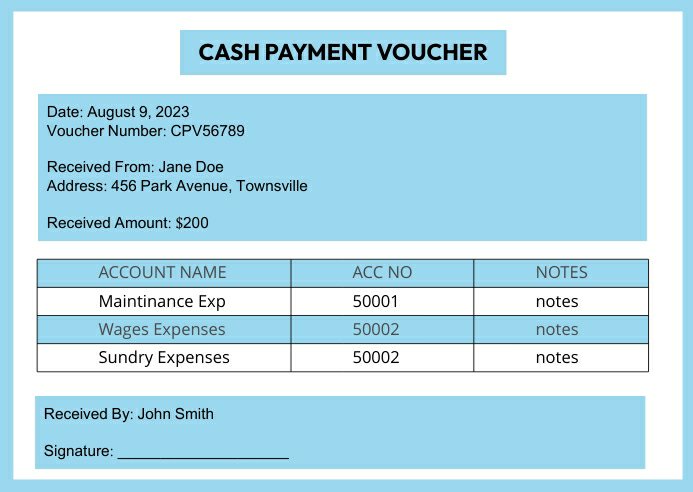 CASH PAYMENT VOUCHER
Date: August 9, 2023
Voucher Number: CPV56789
Received From: Jane Doe
Address: 456 Park Avenue, Townsville
Received Amount: $200
ACCOUNT NAME ACC NO NOTES
Maintinance Exp 50001 notes
Wages Expenses 50002 notes
Sundry Expenses 50002 notes
Received By: John Smith
Signature: ______________________